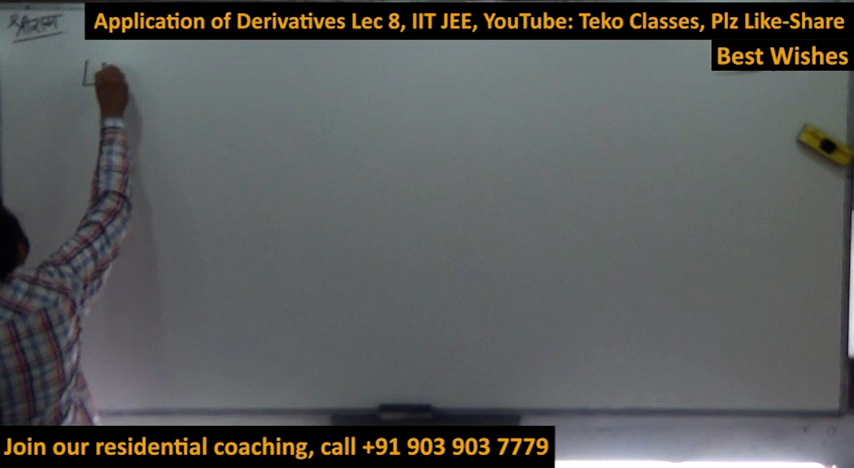 Application of Derivatives Lec 8, IIT JEE, YouTube: Teko Classes, Plz Like-Share
Best Wishes
L
Join our residential coaching, call +91 903 903 7779